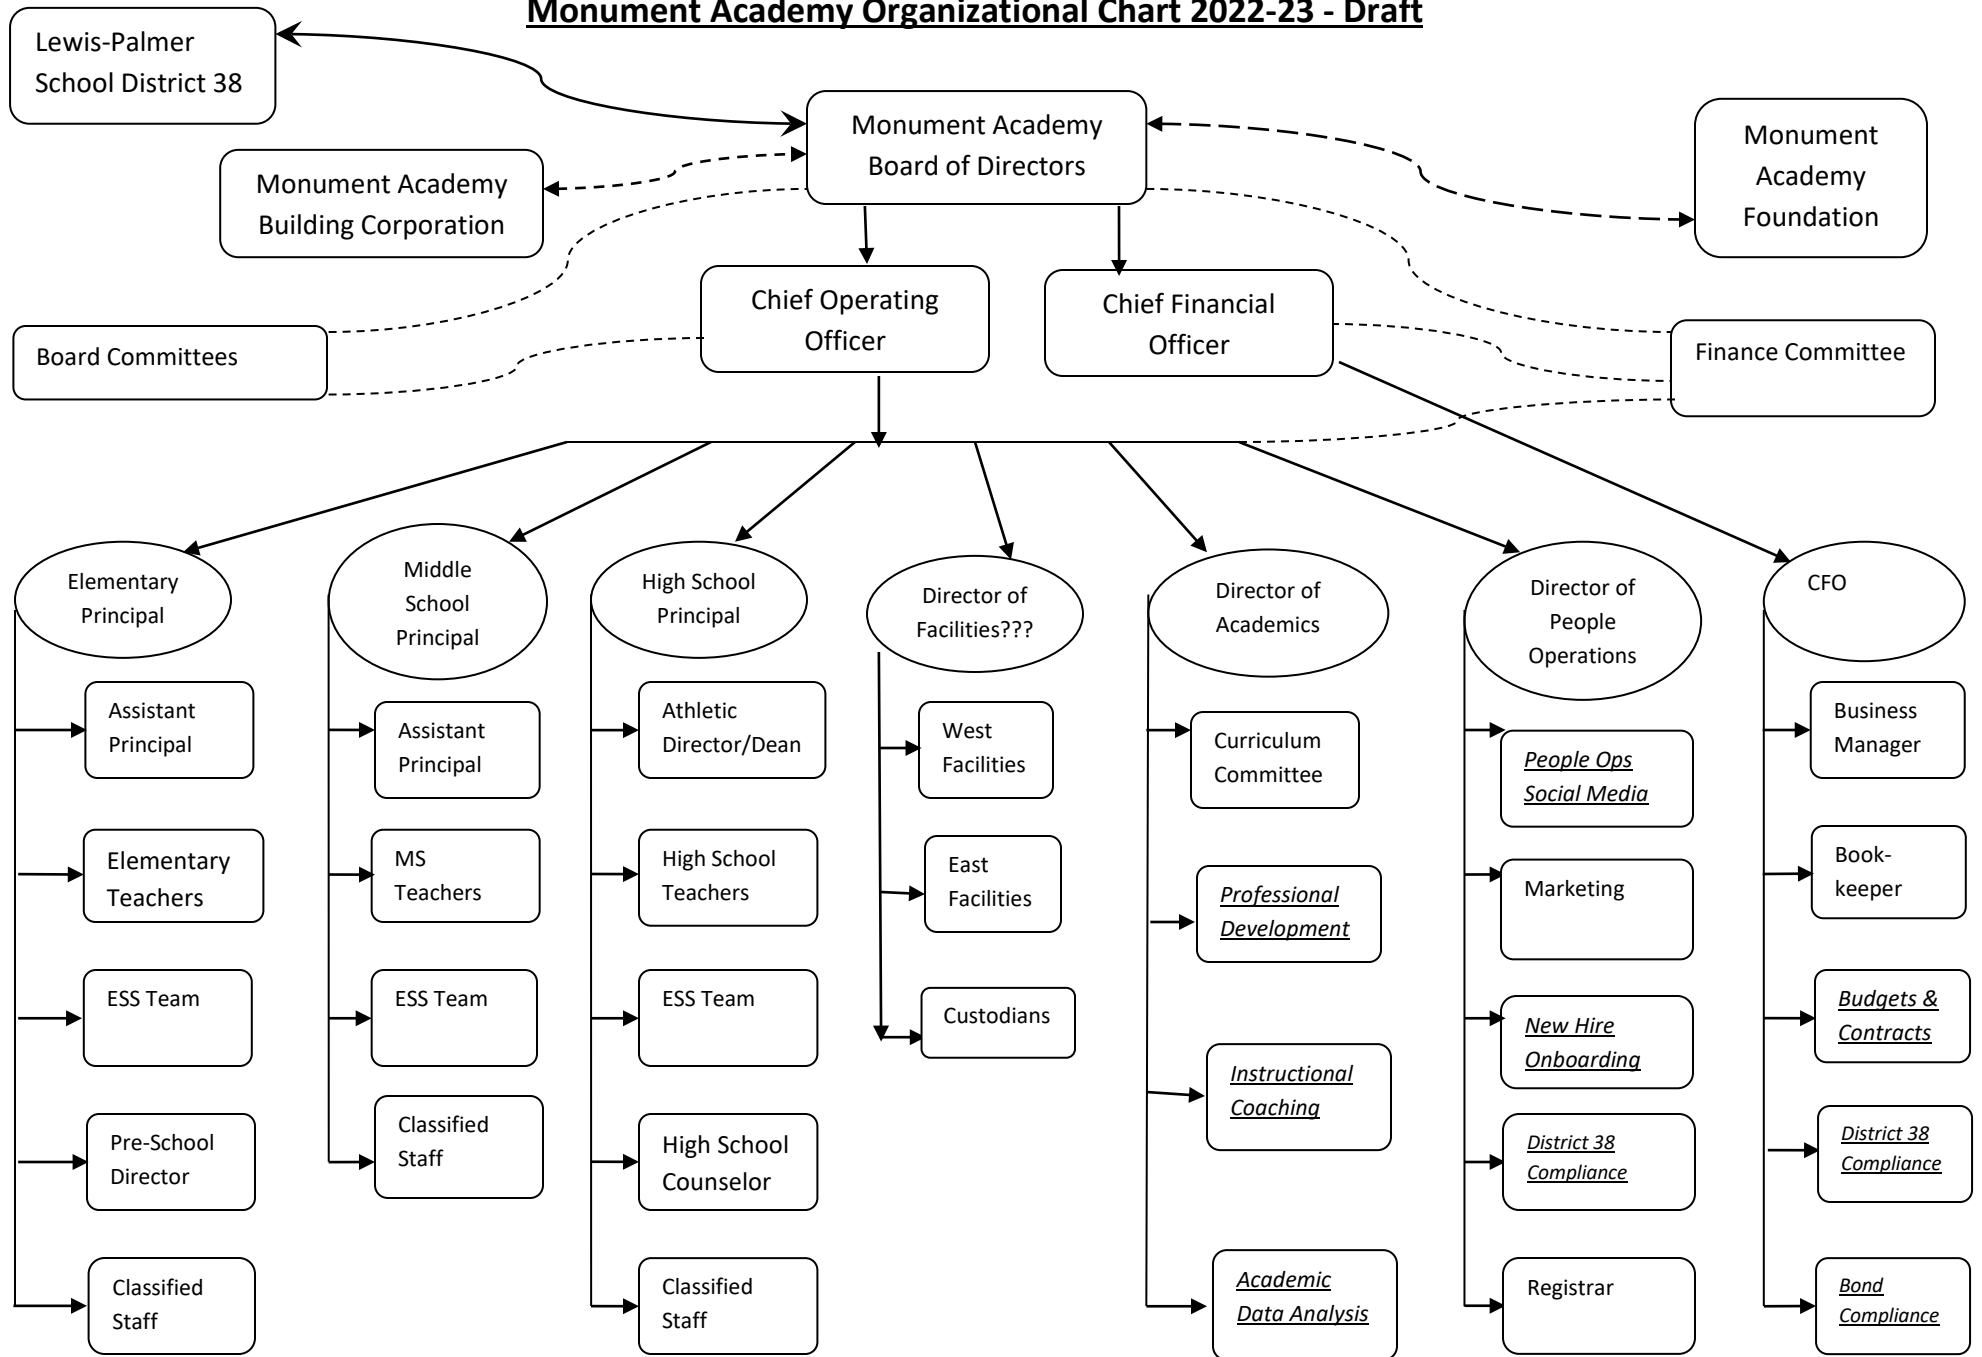 Monument Academy Organizational Chart 2022-23 - Draft
Lewis-Palmer
School District 38
Monument Academy
Board of Directors
Monument
Academy
Foundation
Monument Academy
Building Corporation
Chief Operating
Officer
Chief Financial
Officer
Board Committees
Finance Committee
Elementary
Principal
Middle
School
Principal
High School
Principal
Director of
Facilities???
Director of
Academics
Director of
People
Operations
CFO
Assistant
Principal
Elementary
Teachers
ESS Team
Pre-School
Director
Classified
Staff
Assistant
Principal
MS
Teachers
ESS Team
Classified
Staff
Athletic
Director/Dean
High School
Teachers
ESS Team
High School
Counselor
Classified
Staff
West
Facilities
East
Facilities
Custodians
Curriculum
Committee
Professional
Development
Instructional
Coaching
Academic
Data Analysis
People Ops
Social Media
Marketing
New Hire
Onboarding
District 38
Compliance
Registrar
Business
Manager
Book-
keeper
Budgets &
Contracts
District 38
Compliance
Bond
Compliance